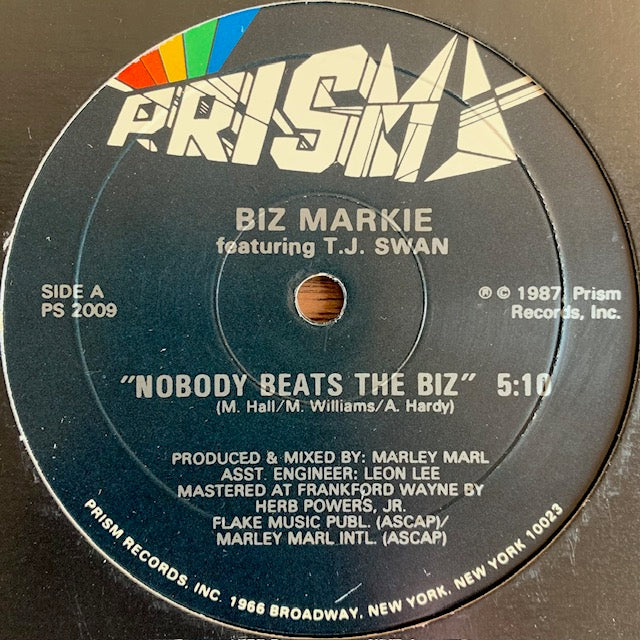 PRISM
BIZ MARKIE
featuring T.J. SWAN
SIDE A
PS 2009
℗ © 1987, Prism
Records, Inc.
"NOBODY BEATS THE BIZ" 5:10
(M. Hall/M. Williams/A. Hardy)
PRODUCED & MIXED BY: MARLEY MARL
ASST. ENGINEER: LEON LEE
MASTERED AT FRANKFORD WAYNE BY
HERB POWERS, JR.
FLAKE MUSIC PUBL. (ASCAP)/
MARLEY MARL INTL. (ASCAP)
PRISM RECORDS, INC. 1966 BROADWAY, NEW YORK, NEW YORK 10023